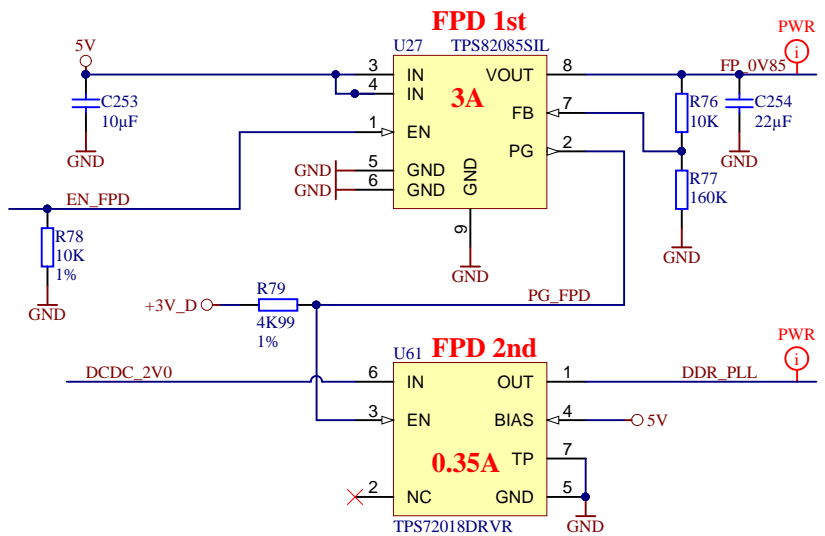 FPD 1st
PWR
U27 TPS82085SIL
5V
3 IN VOUT 8 FP_0V85
4 IN
3A
C253
10µF
R76
10K
C254
22µF
FB 7
1 EN
PG 2
GND
GND
GND 5 GND
GND 6 GND
GND
R77
160K
EN_FPD
9
GND
R78
10K
1%
GND
GND
R79
+3V_D
PG_FPD
4K99
1%
FPD 2nd
PWR
U61
DCDC_2V0 6 IN OUT 1 DDR_PLL
3 EN BIAS 4 5V
0.35A
TP 7
2 NC GND 5
TPS72018DRVR
GND